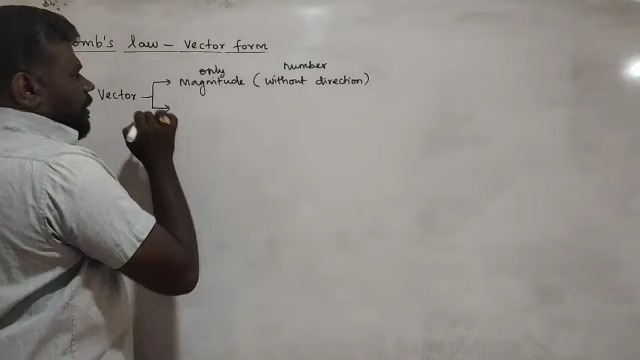 omb's law – vector form
only number
Vector → Magnitude (without direction)